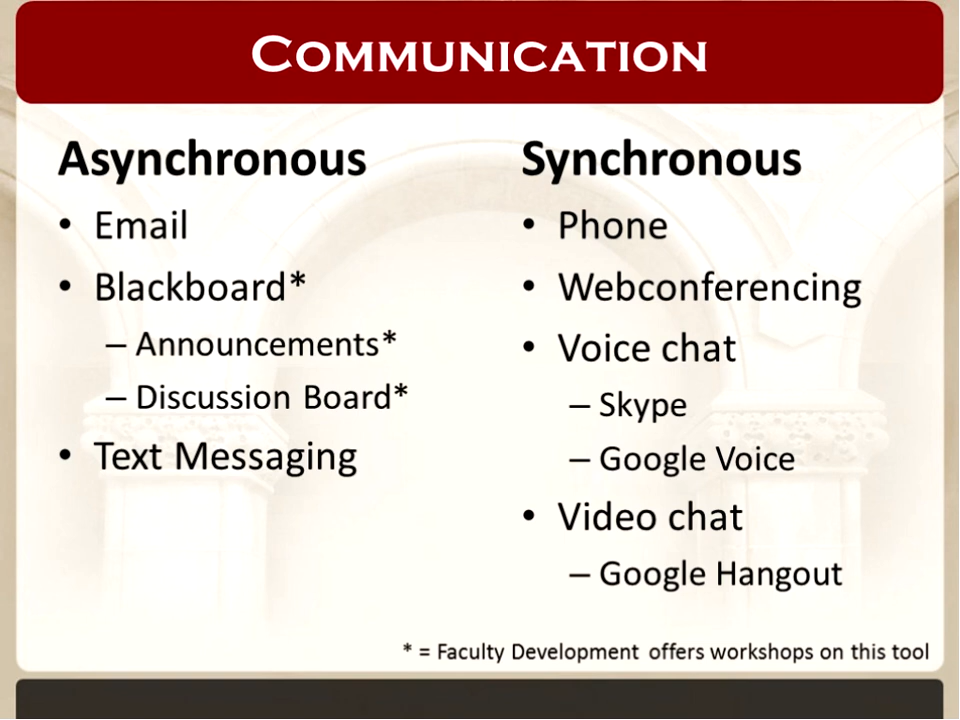 COMMUNICATION
Asynchronous
• Email
• Blackboard*
– Announcements*
– Discussion Board*
• Text Messaging
Synchronous
• Phone
• Webconferencing
• Voice chat
– Skype
– Google Voice
• Video chat
– Google Hangout
* = Faculty Development offers workshops on this tool